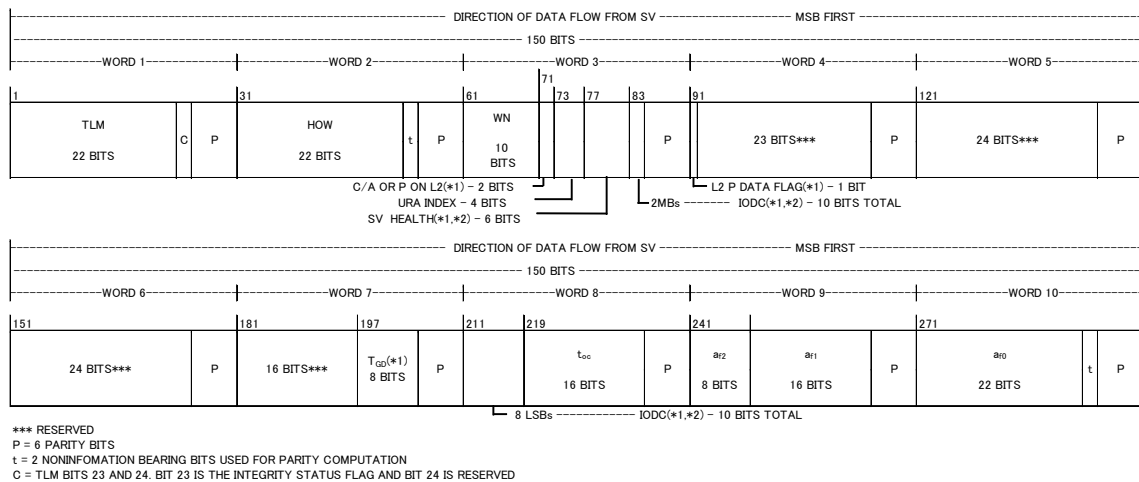 DIRECTION OF DATA FLOW FROM SV MSB FIRST
150 BITS
WORD 1 WORD 2 WORD 3 WORD 4 WORD 5
71
1 31 61 73 77 83 91 121
TLM HOW WN
C P t P P 23 BITS*** P 24 BITS*** P
22 BITS 22 BITS 10
BITS
C/A OR P ON L2(*1) - 2 BITS L2 P DATA FLAG(*1) - 1 BIT
URA INDEX - 4 BITS 2MBs ------- IODC(*1,*2) - 10 BITS TOTAL
SV HEALTH(*1,*2) - 6 BITS
DIRECTION OF DATA FLOW FROM SV MSB FIRST
150 BITS
WORD 6 WORD 7 WORD 8 WORD 9 WORD 10
151 181 197 211 219 241 271
TGD(*1) toc af2 af1 af0
24 BITS*** P 16 BITS*** 8 BITS P P P t P
16 BITS 8 BITS 16 BITS 22 BITS
8 LSBs ------------ IODC(*1,*2) - 10 BITS TOTAL
*** RESERVED
P = 6 PARITY BITS
t = 2 NONINFOMATION BEARING BITS USED FOR PARITY COMPUTATION
C = TLM BITS 23 AND 24. BIT 23 IS THE INTEGRITY STATUS FLAG AND BIT 24 IS RESERVED